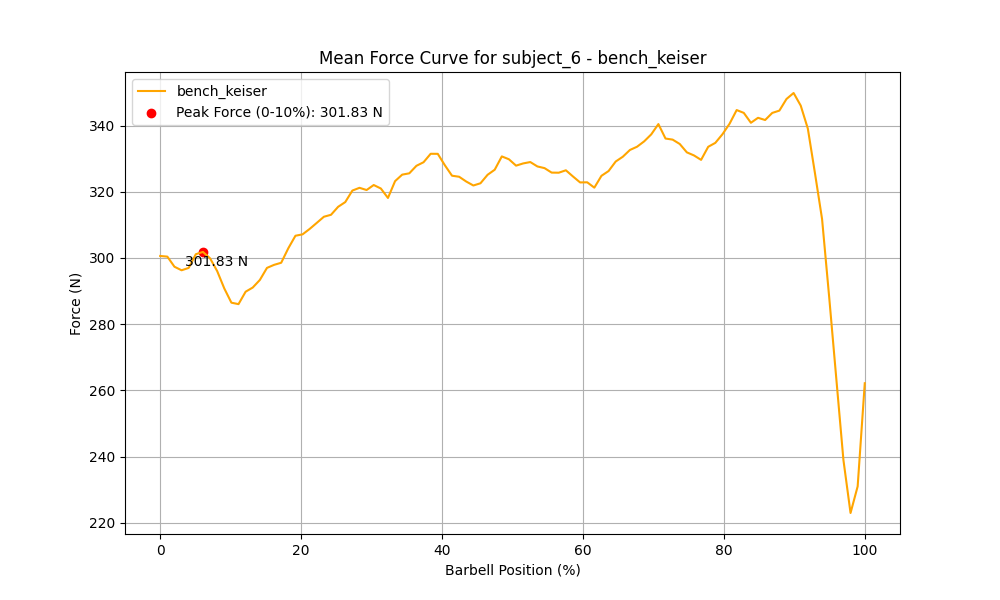 Mean Force Curve for subject_6 - bench_keiser
bench_keiser
Peak Force (0-10%): 301.83 N
301.83 N
Force (N)
340
320
300
280
260
240
220
0 20 40 60 80 100
Barbell Position (%)